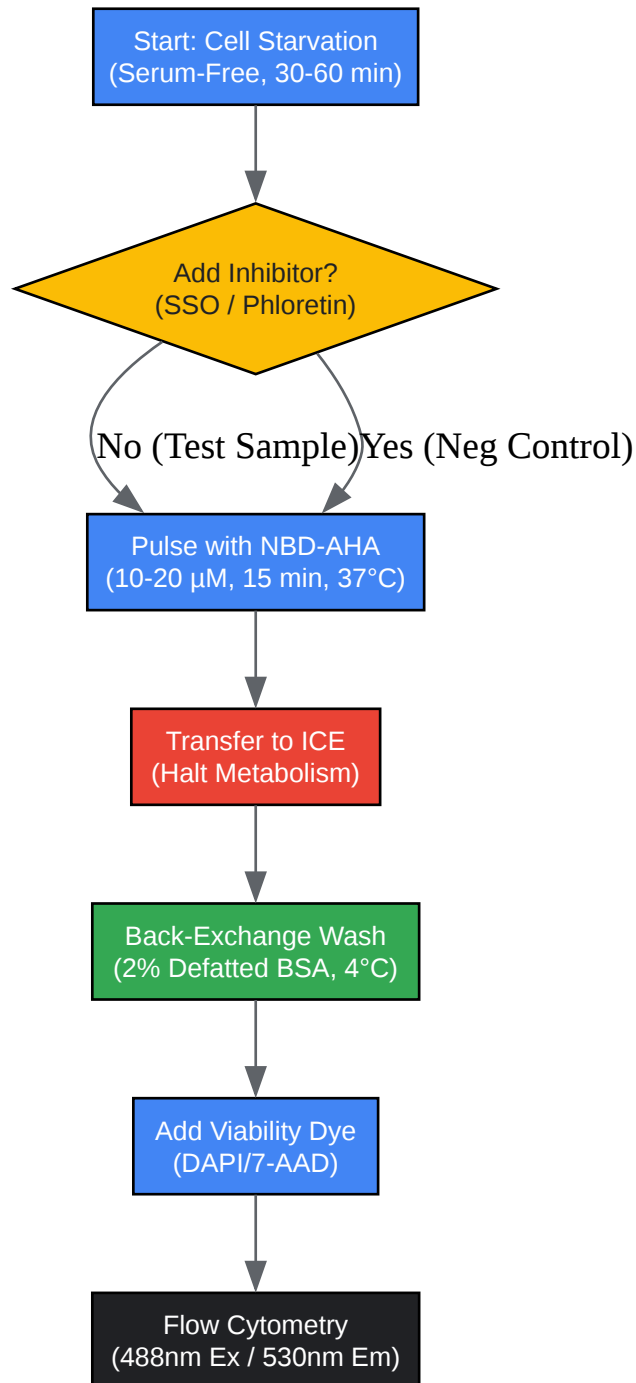 Start: Cell Starvation
(Serum-Free, 30-60 min)
Add Inhibitor?
(SSO / Phloretin)
No (Test Sample)
Yes (Neg Control)
Pulse with NBD-AHA
(10-20 µM, 15 min, 37°C)
Transfer to ICE
(Halt Metabolism)
Back-Exchange Wash
(2% Defatted BSA, 4°C)
Add Viability Dye
(DAPI/7-AAD)
Flow Cytometry
(488nm Ex / 530nm Em)